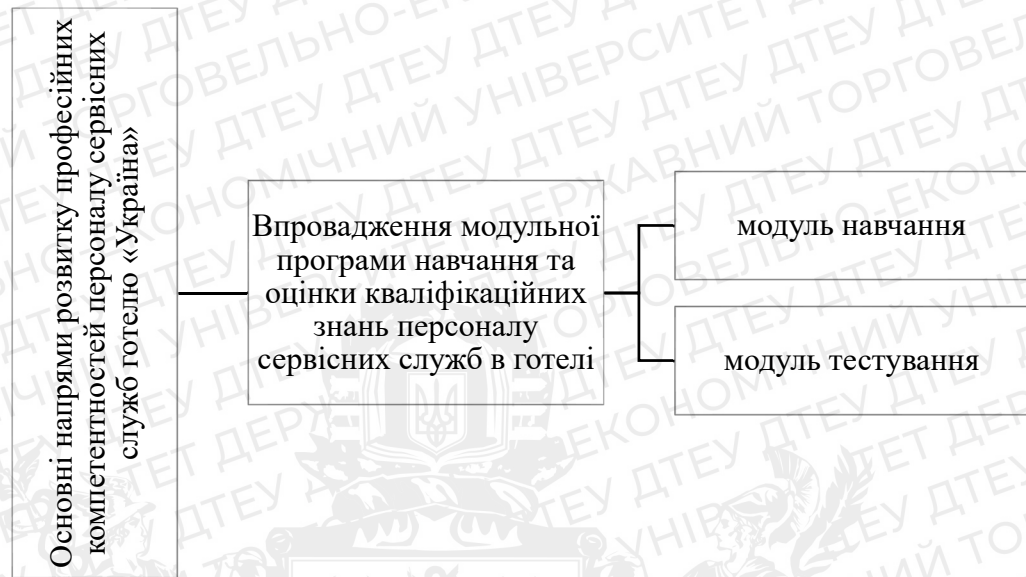 Основні напрями розвитку професійних
компетентностей персоналу сервісних
служб готелю «Україна»
Впровадження модульної
програми навчання та
оцінки кваліфікаційних
знань персоналу
сервісних служб в готелі
модуль навчання
модуль тестування